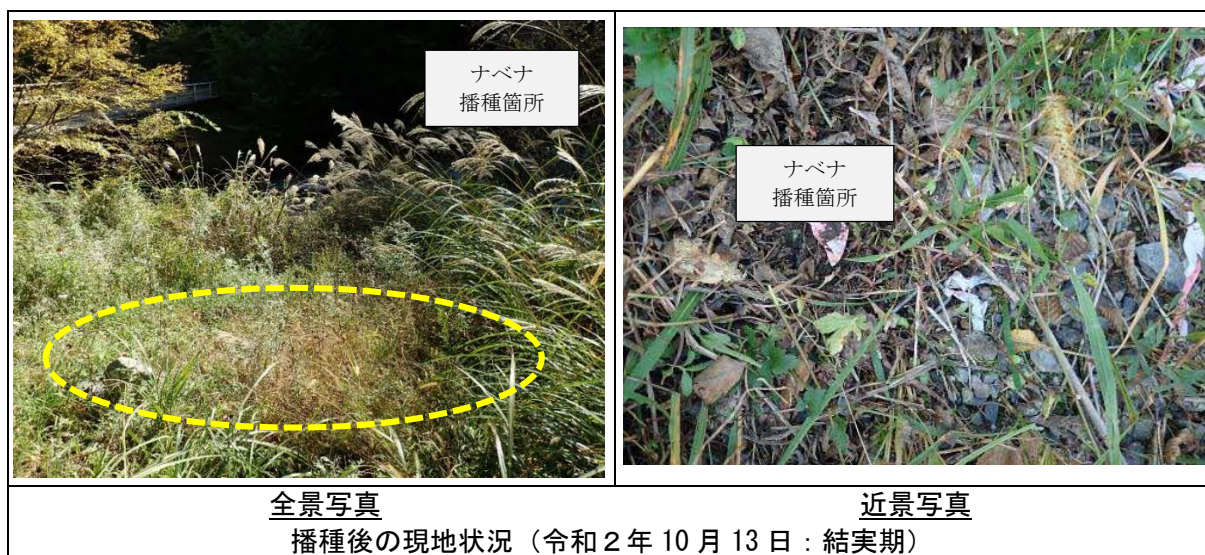 ナベナ
播種箇所
ナベナ
播種箇所
全景写真
近景写真
播種後の現地状況（令和２年 10 月 13 日：結実期）